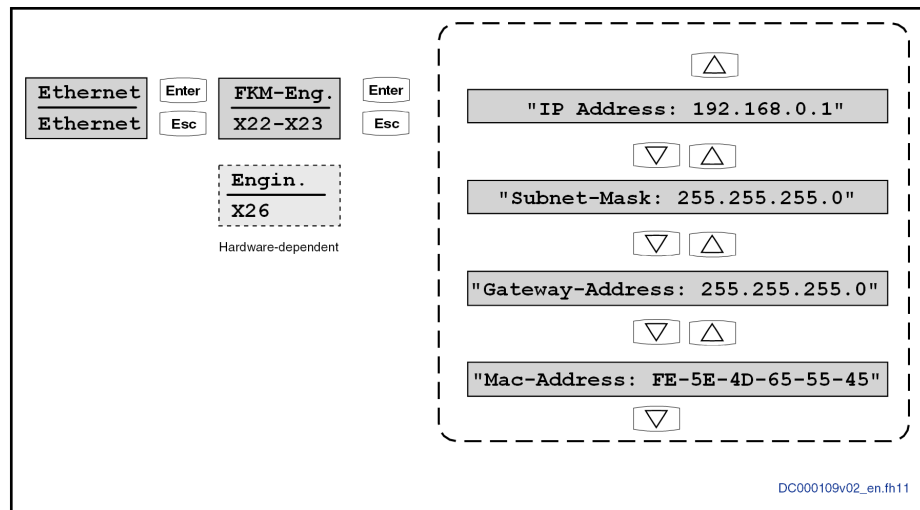 Ethernet
Ethernet
Enter
Esc
FKM-Eng.
X22-X23
Enter
Esc
Engin.
X26
Hardware-dependent
"IP Address: 192.168.0.1"
"Subnet-Mask: 255.255.255.0"
"Gateway-Address: 255.255.255.0"
"Mac-Address: FE-5E-4D-65-55-45"
DC000109v02_en.fh11